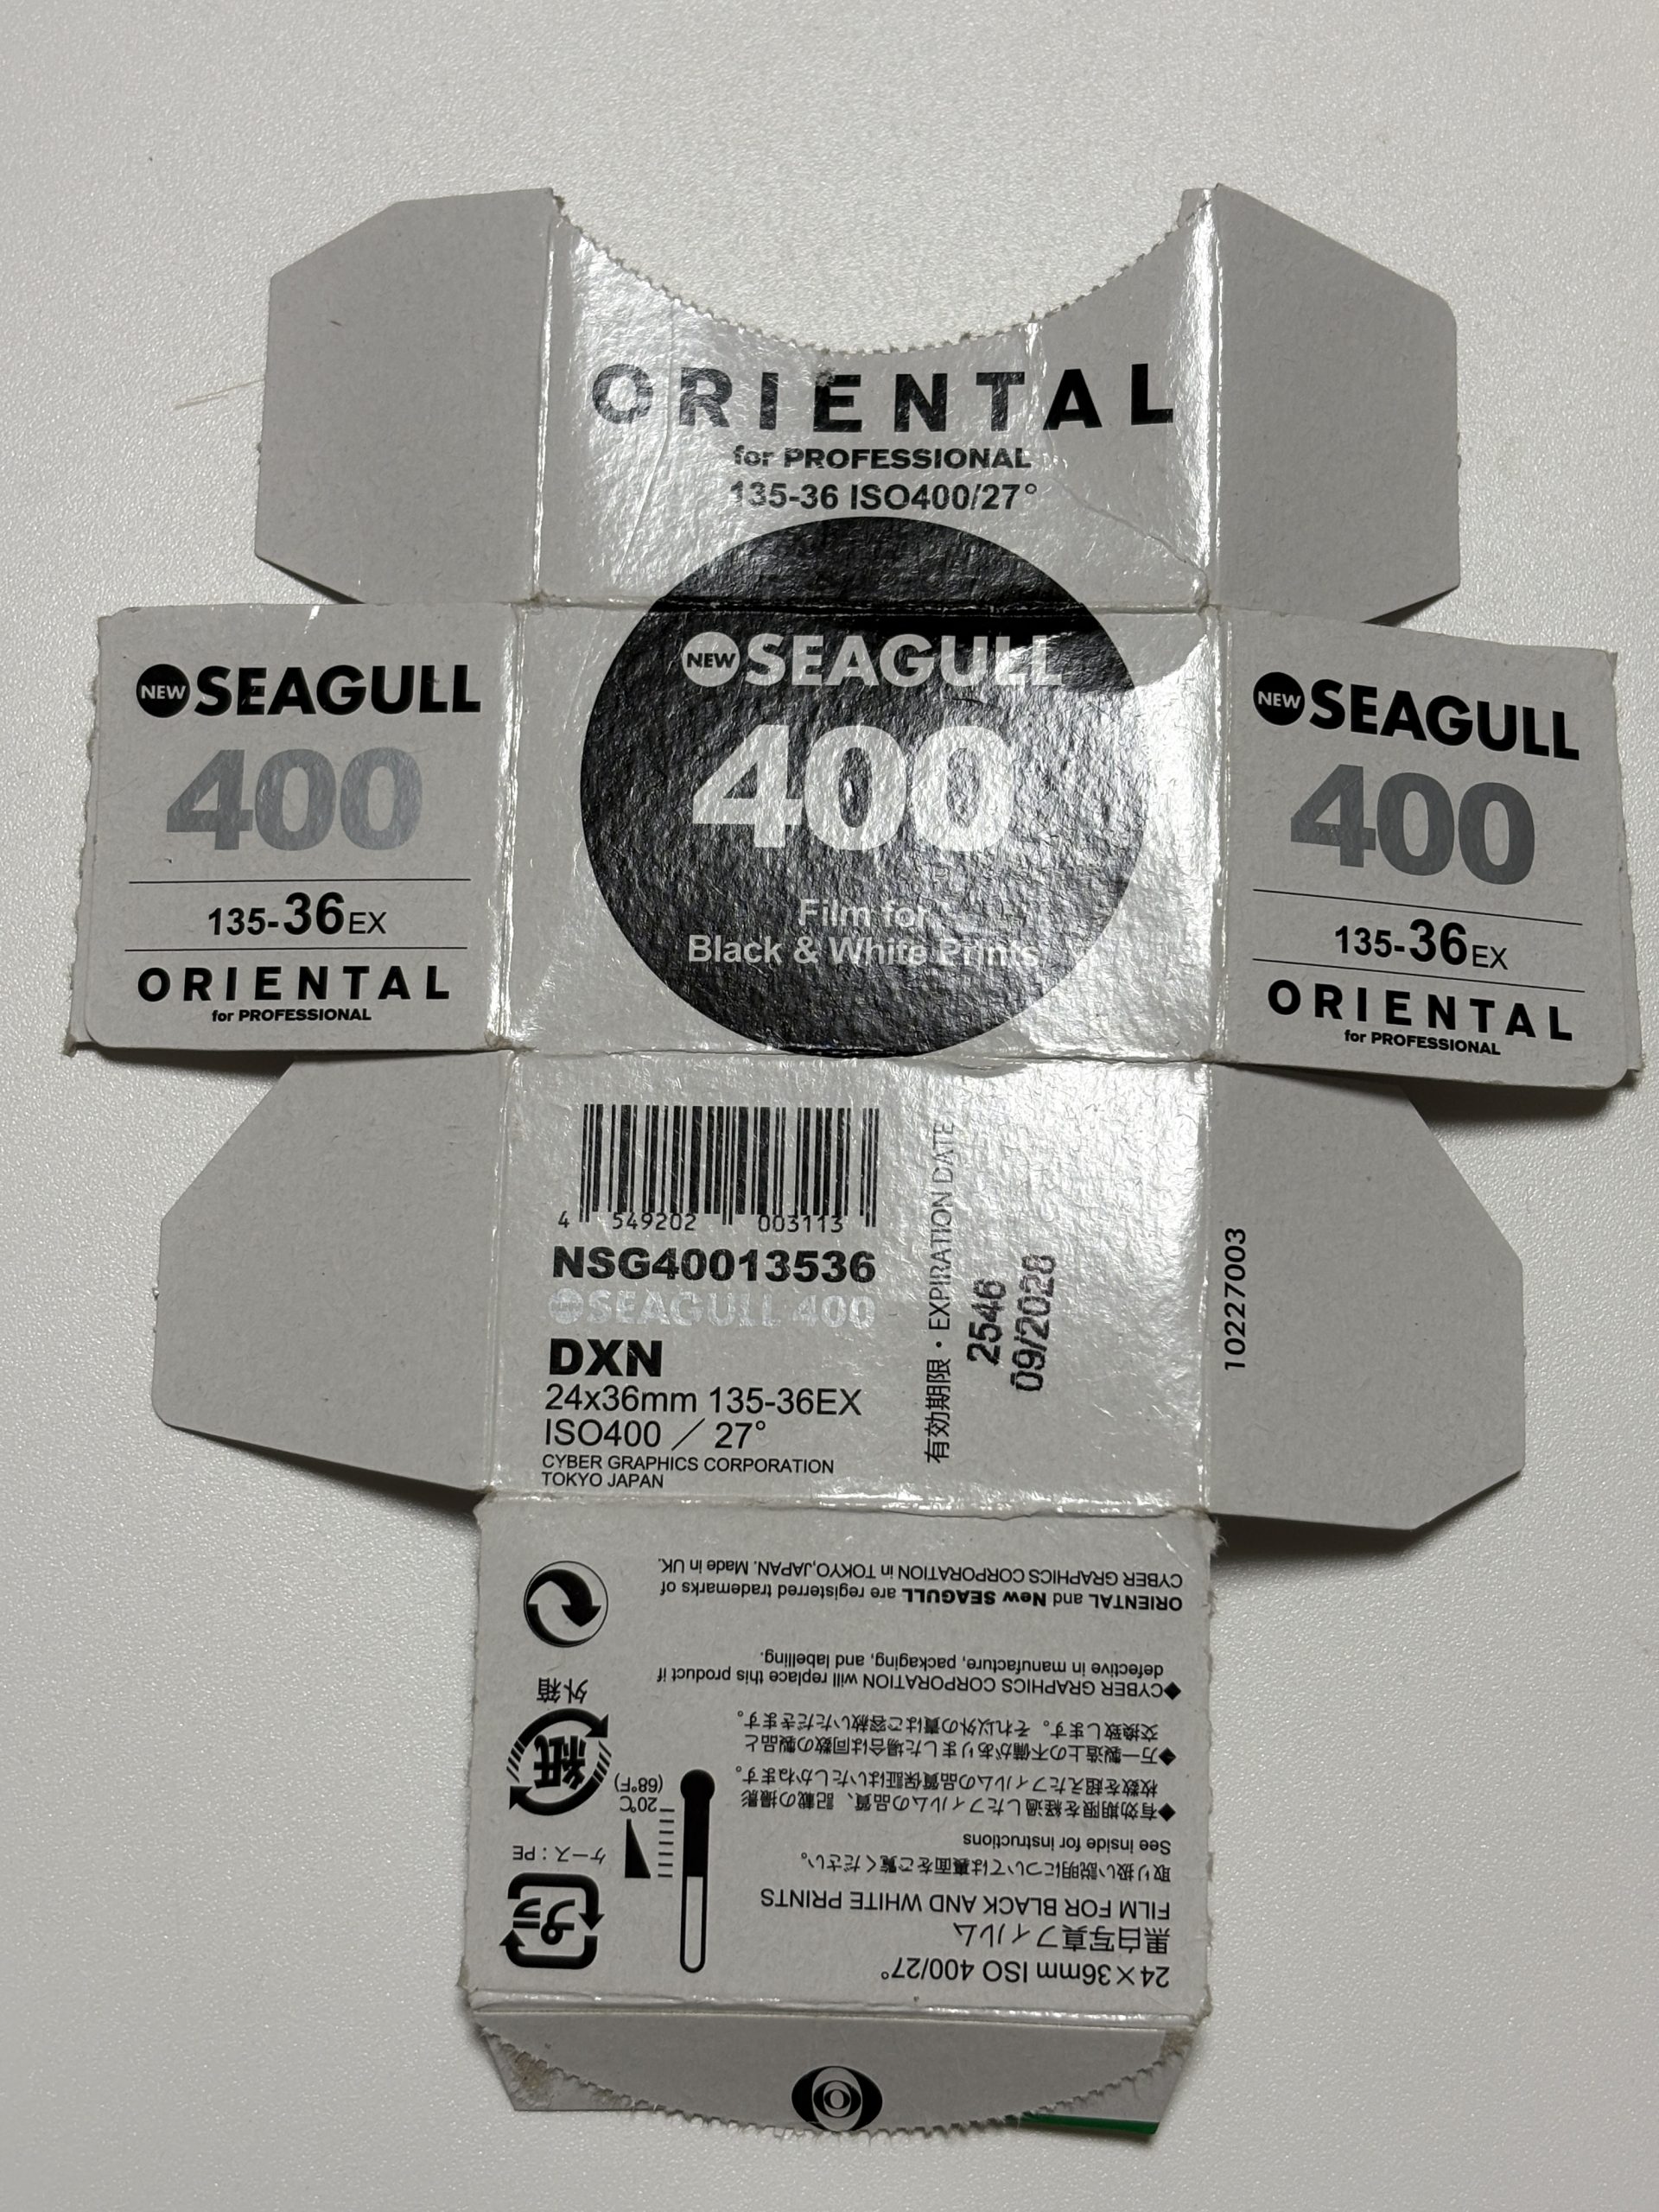 ORIENTAL
for PROFESSIONAL
135-36 ISO400/27°
NEW SEAGULL
400
135-36EX
ORIENTAL
for PROFESSIONAL
NEW SEAGULL
400
Film for
Black & White Prints
NEW SEAGULL
400
135-36EX
ORIENTAL
for PROFESSIONAL
4 549202 003113
NSG40013536
NEW SEAGULL 400
DXN
24x36mm 135-36EX
ISO400 / 27°
CYBER GRAPHICS CORPORATION
TOKYO JAPAN
有効期限・EXPIRATION DATE
2546
09/2028
10227003
24×36mm ISO 400/27°
黒白写真フィルム
FILM FOR BLACK AND WHITE PRINTS
取り扱い説明については裏面をご覧ください。
See inside for instructions
◆有効期限を経過したフィルムの品質、記載の撮影
枚数を超えたフィルムの品質保証はいたしかねます。
◆万一製造上の不備がありました場合は同数の製品と
交換致します。それ以外の責はご容赦いただきます。
◆CYBER GRAPHICS CORPORATION will replace this product if
defective in manufacture, packaging, and labelling.
ORIENTAL and New SEAGULL are registerred trademarks of
CYBER GRAPHICS CORPORATION in TOKYO,JAPAN. Made in UK.
20℃
(68°F)
プラ
ケース：PE
紙
外箱